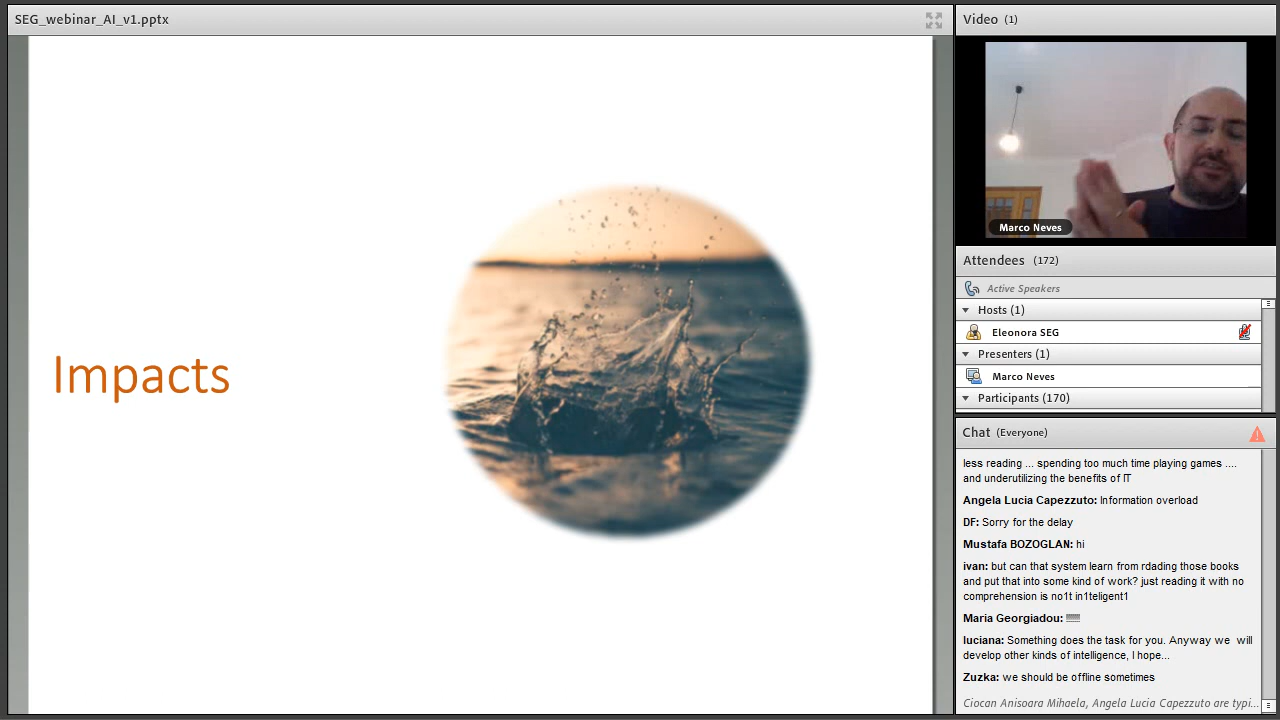 SEG_webinar_AI_v1.pptx
Impacts
Video (1)
Marco Neves
Attendees (172)
Active Speakers
Hosts (1)
Eleonora SEG
Presenters (1)
Marco Neves
Participants (170)
Chat (Everyone)
less reading ... spending too much time playing games ....
and underutilizing the benefits of IT
Angela Lucia Capezzuto: Information overload
DF: Sorry for the delay
Mustafa BOZOGLAN: hi
ivan: but can that system learn from rdading those books
and put that into some kind of work? just reading it with no
comprehension is no1t in1teligent1
Maria Georgiadou: !!!!!!!
luciana: Something does the task for you. Anyway we will
develop other kinds of intelligence, I hope...
Zuzka: we should be offline sometimes
Ciocan Anisoara Mihaela, Angela Lucia Capezzuto are typi...